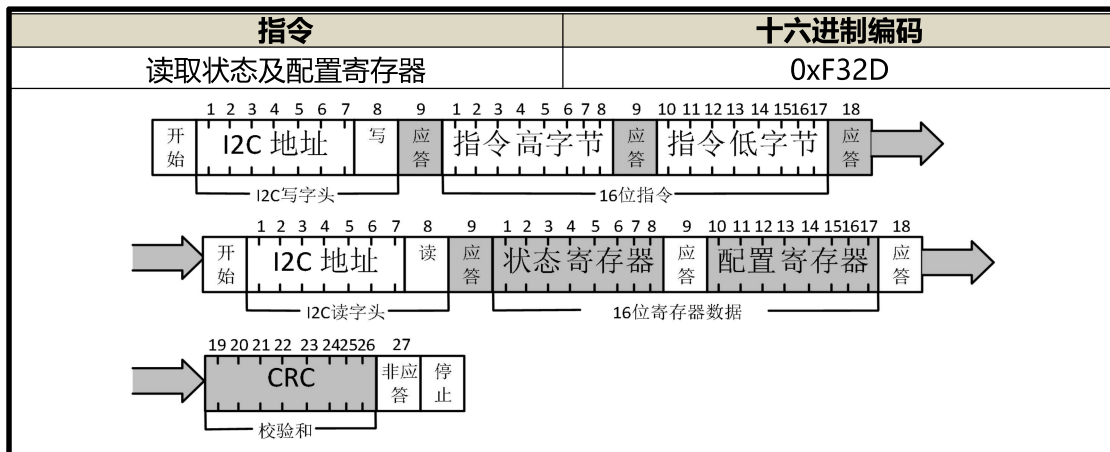 指令 十六进制编码
读取状态及配置寄存器 0xF32D
1 2 3 4 5 6 7 8 9 1 2 3 4 5 6 7 8 9 10 11 12 13 14 15 16 17 18
开始 I2C 地址 写 应答 指令高字节 应答 指令低字节 应答
I2C写字头 16位指令
1 2 3 4 5 6 7 8 9 1 2 3 4 5 6 7 8 9 10 11 12 13 14 15 16 17 18
开始 I2C 地址 读 应答 状态寄存器 应答 配置寄存器 应答
I2C读字头 16位寄存器数据
19 20 21 22 23 24 25 26 27
CRC 非应答 停止
校验和